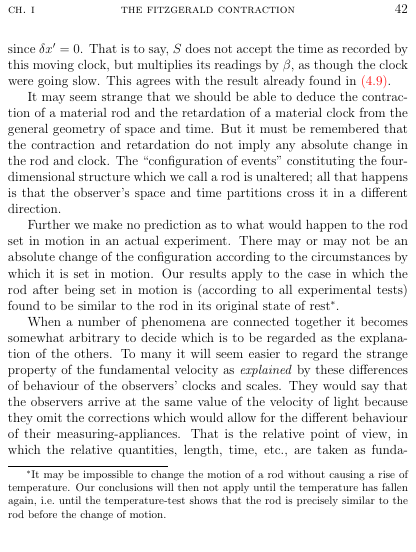 CH. I THE FITZGERALD CONTRACTION 42
since δx′ = 0. That is to say, S does not accept the time as recorded by
this moving clock, but multiplies its readings by β, as though the clock
were going slow. This agrees with the result already found in (4.9).
It may seem strange that we should be able to deduce the contrac-
tion of a material rod and the retardation of a material clock from the
general geometry of space and time. But it must be remembered that
the contraction and retardation do not imply any absolute change in
the rod and clock. The “configuration of events” constituting the four-
dimensional structure which we call a rod is unaltered; all that happens
is that the observer’s space and time partitions cross it in a different
direction.
Further we make no prediction as to what would happen to the rod
set in motion in an actual experiment. There may or may not be an
absolute change of the configuration according to the circumstances by
which it is set in motion. Our results apply to the case in which the
rod after being set in motion is (according to all experimental tests)
found to be similar to the rod in its original state of rest*.
When a number of phenomena are connected together it becomes
somewhat arbitrary to decide which is to be regarded as the explana-
tion of the others. To many it will seem easier to regard the strange
property of the fundamental velocity as explained by these differences
of behaviour of the observers’ clocks and scales. They would say that
the observers arrive at the same value of the velocity of light because
they omit the corrections which would allow for the different behaviour
of their measuring-appliances. That is the relative point of view, in
which the relative quantities, length, time, etc., are taken as funda-
*It may be impossible to change the motion of a rod without causing a rise of
temperature. Our conclusions will then not apply until the temperature has fallen
again, i.e. until the temperature-test shows that the rod is precisely similar to the
rod before the change of motion.